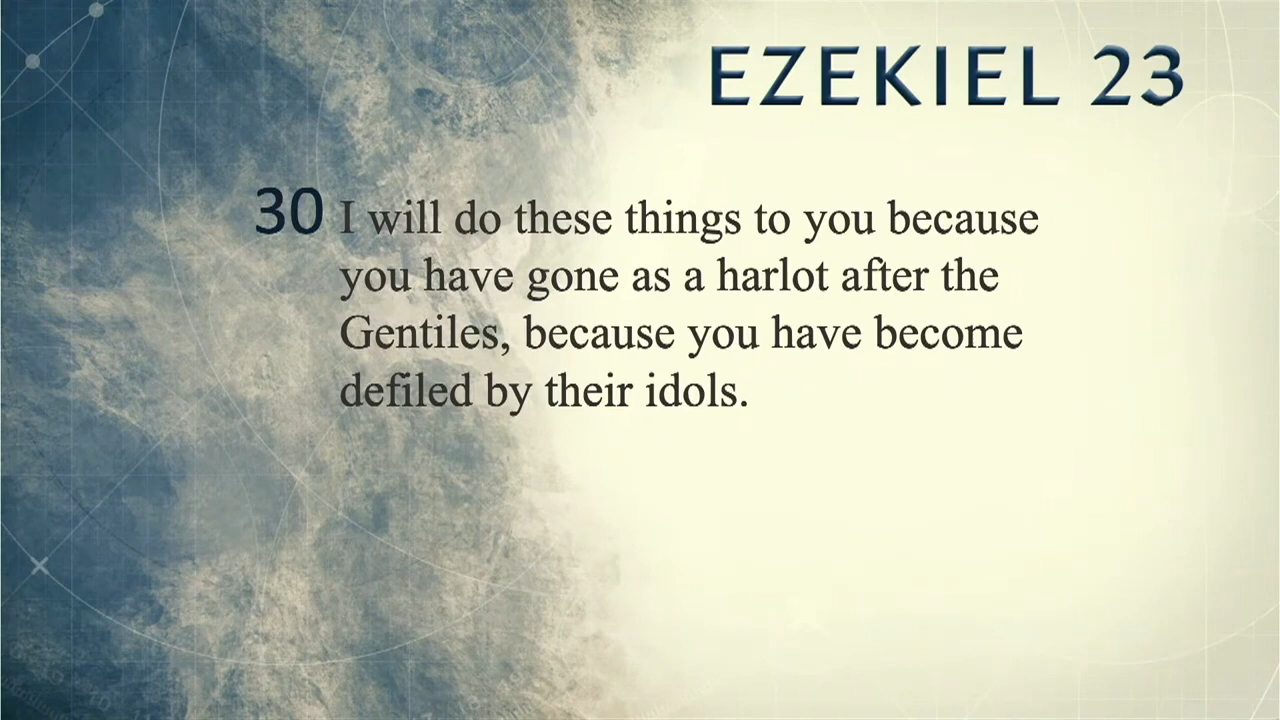 EZEKIEL 23
30 I will do these things to you because
you have gone as a harlot after the
Gentiles, because you have become
defiled by their idols.